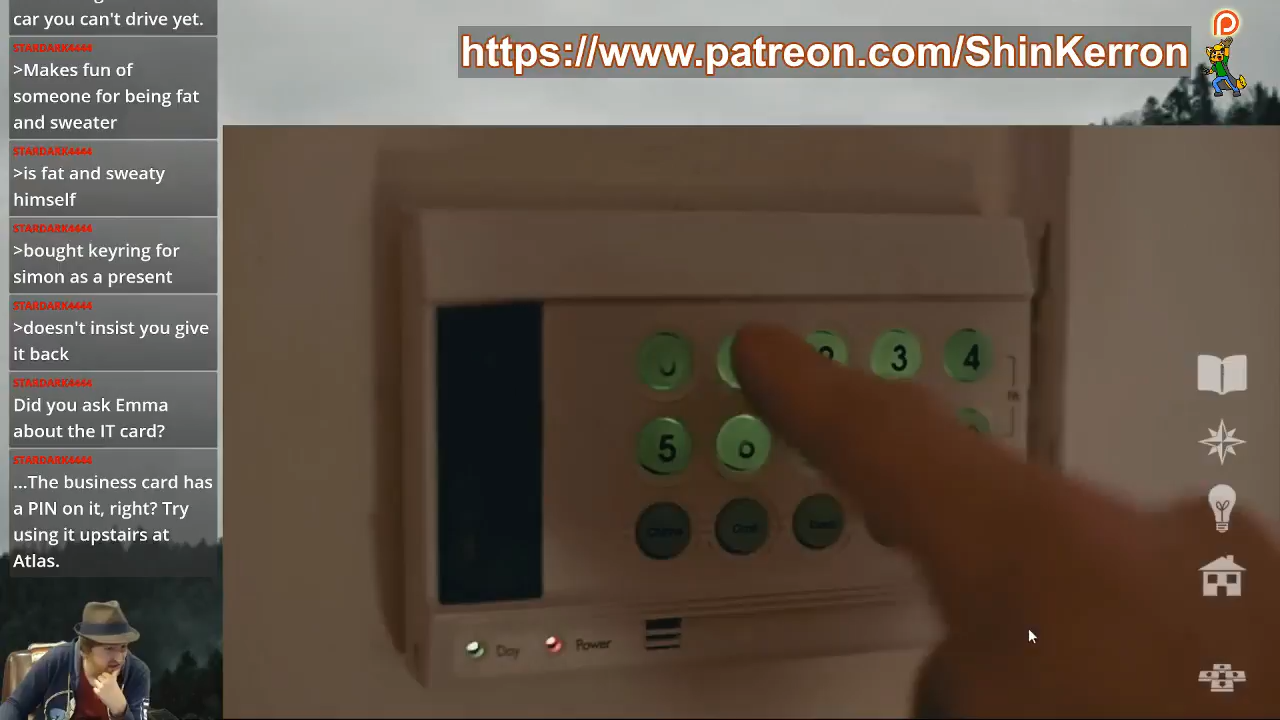 car you can't drive yet.
STARDARK4444
>Makes fun of
someone for being fat
and sweater
STARDARK4444
>is fat and sweaty
himself
STARDARK4444
>bought keyring for
simon as a present
STARDARK4444
>doesn't insist you give
it back
STARDARK4444
Did you ask Emma
about the IT card?
STARDARK4444
...The business card has
a PIN on it, right? Try
using it upstairs at
Atlas.
https://www.patreon.com/ShinKerron
3 4
5
Day Power